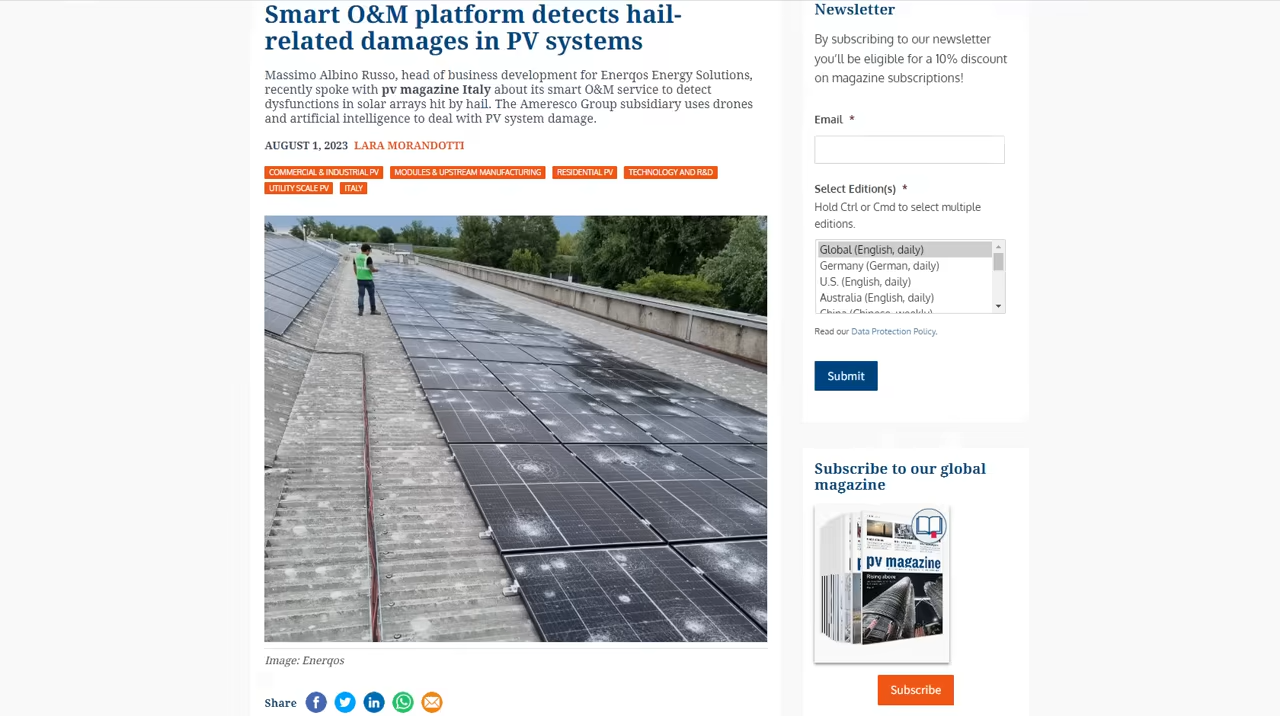 Smart O&M platform detects hail-
related damages in PV systems
Massimo Albino Russo, head of business development for Enerqos Energy Solutions,
recently spoke with pv magazine Italy about its smart O&M service to detect
dysfunctions in solar arrays hit by hail. The Ameresco Group subsidiary uses drones
and artificial intelligence to deal with PV system damage.
AUGUST 1, 2023 LARA MORANDOTTI
COMMERCIAL & INDUSTRIAL PV MODULES & UPSTREAM MANUFACTURING RESIDENTIAL PV TECHNOLOGY AND R&D
UTILITY SCALE PV ITALY
Image: Enerqos
Share
Newsletter
By subscribing to our newsletter
you'll be eligible for a 10% discount
on magazine subscriptions!
Email *
Select Edition(s) *
Hold Ctrl or Cmd to select multiple
editions.
Global (English, daily)
Germany (German, daily)
U.S. (English, daily)
Australia (English, daily)
China (Chinese, weekly)
Read our Data Protection Policy.
Submit
Subscribe to our global
magazine
pv magazine
Rising above
Subscribe